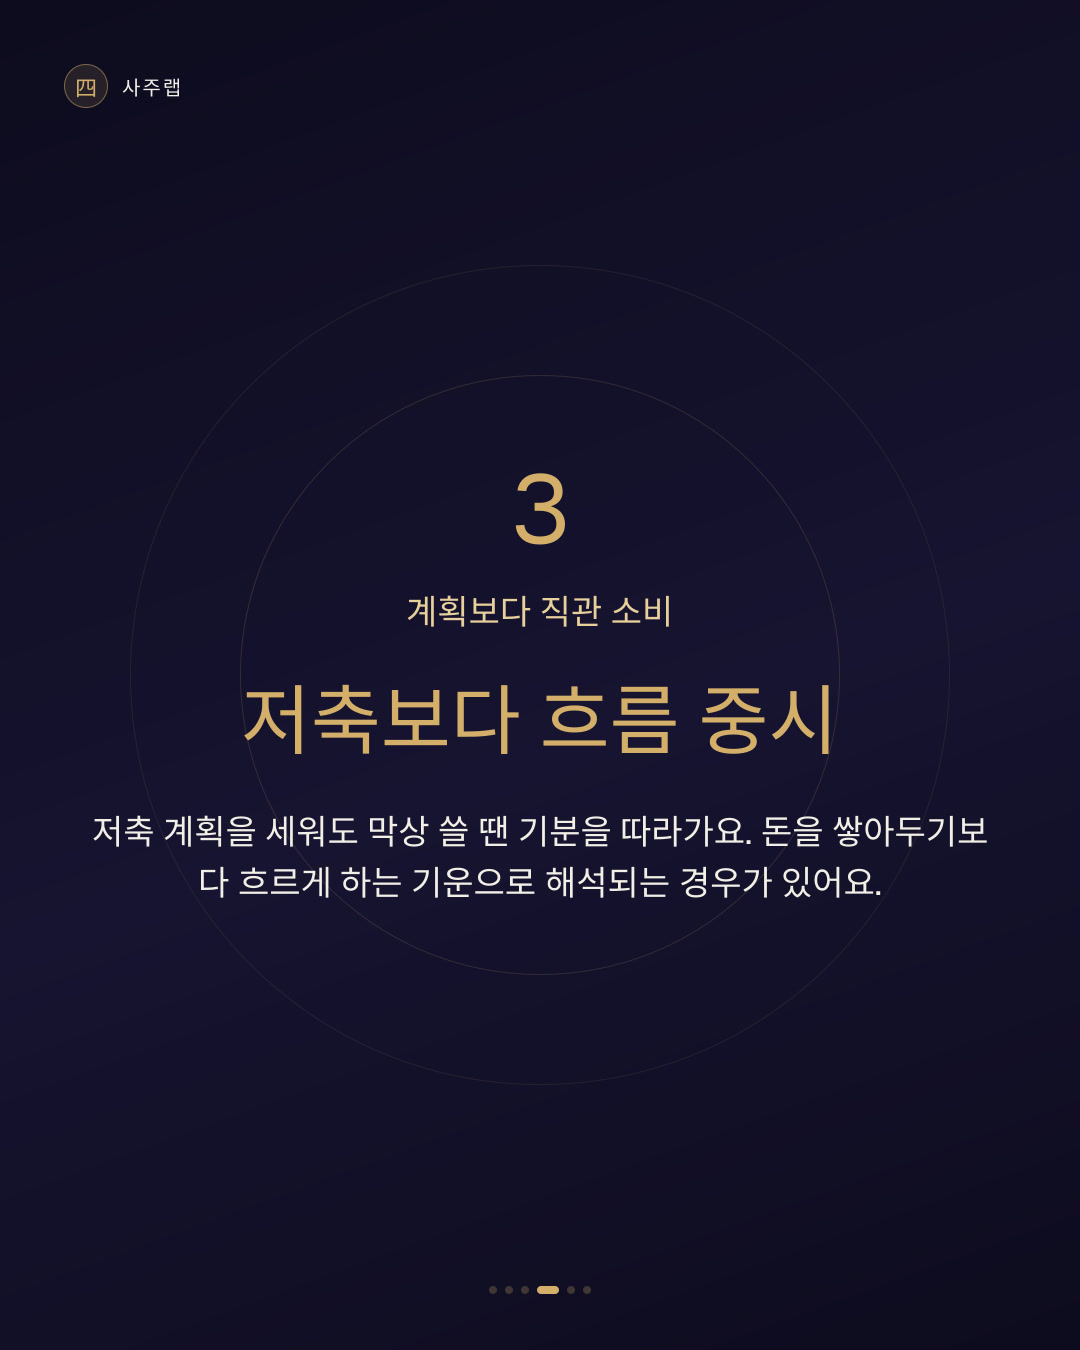 四 사주랩
3
계획보다 직관 소비
저축보다 흐름 중시
저축 계획을 세워도 막상 쓸 땐 기분을 따라가요. 돈을 쌓아두기보
다 흐르게 하는 기운으로 해석되는 경우가 있어요.